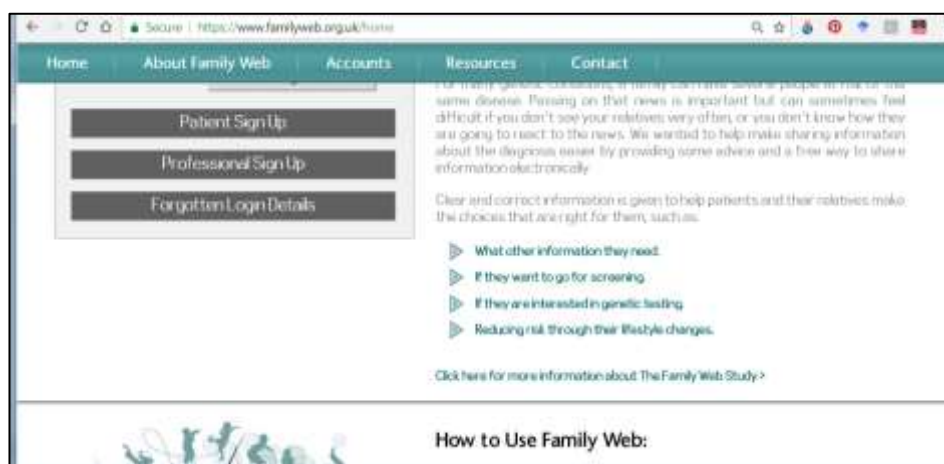 Secure | https://www.familyweb.org.uk/home
Home About Family Web Accounts Resources Contact
Patient Sign Up
Professional Sign Up
Forgotten Login Details
same disease. Passing on that news is important but can sometimes feel
difficult if you don't see your relatives very often, or you don't know how they
are going to react to the news. We wanted to help make sharing information
about the diagnosis easier by providing some advice and a free way to share
information electronically.
Clear and correct information is given to help patients and their relatives make
the choices that are right for them, such as:
What other information they need.
If they want to go for screening.
If they are interested in genetic testing.
Reducing risk through their lifestyle changes.
Click here for more information about The Family Web Study >
How to Use Family Web: